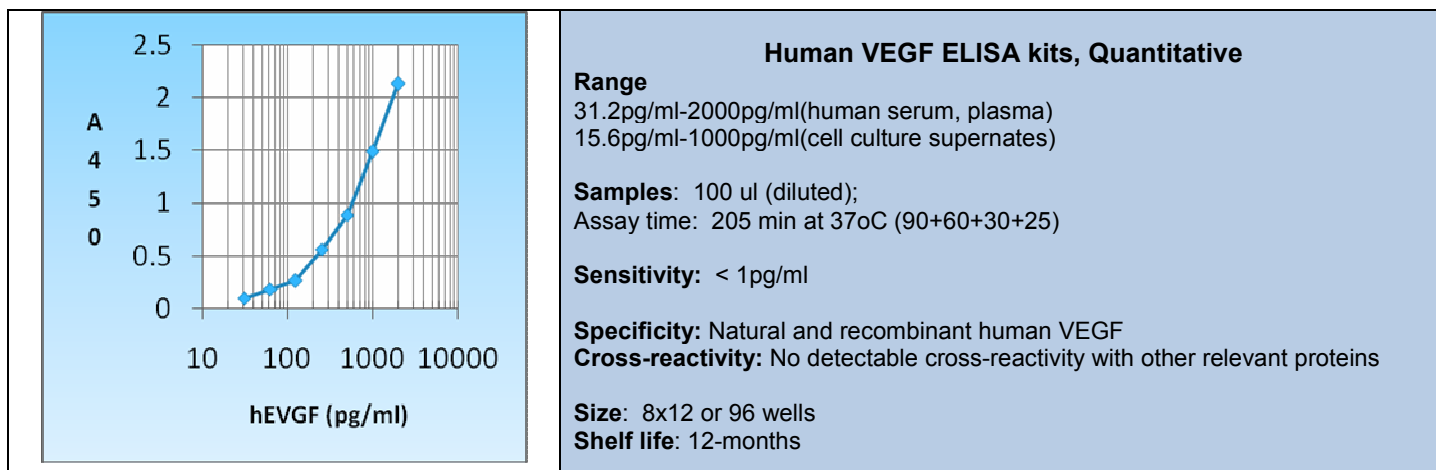 2.5
2
1.5
1
0.5
0
A
4
5
0
10 100 1000 10000
hEVGF (pg/ml)
Human VEGF ELISA kits, Quantitative
Range
31.2pg/ml-2000pg/ml(human serum, plasma)
15.6pg/ml-1000pg/ml(cell culture supernates)
Samples: 100 ul (diluted);
Assay time: 205 min at 37oC (90+60+30+25)
Sensitivity: < 1pg/ml
Specificity: Natural and recombinant human VEGF
Cross-reactivity: No detectable cross-reactivity with other relevant proteins
Size: 8x12 or 96 wells
Shelf life: 12-months